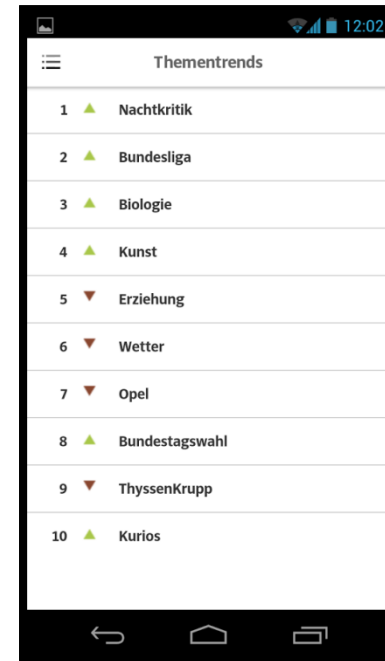 12:02
Thementrends
1 Nachtkritik
2 Bundesliga
3 Biologie
4 Kunst
5 Erziehung
6 Wetter
7 Opel
8 Bundestagswahl
9 ThyssenKrupp
10 Kurios